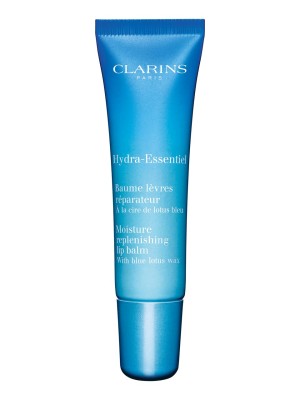 CLARINS
PARIS
Hydra-Essentiel
Baume lèvres
réparateur
A la cire de lotus bleu
Moisture
replenishing
lip balm
With blue lotus wax